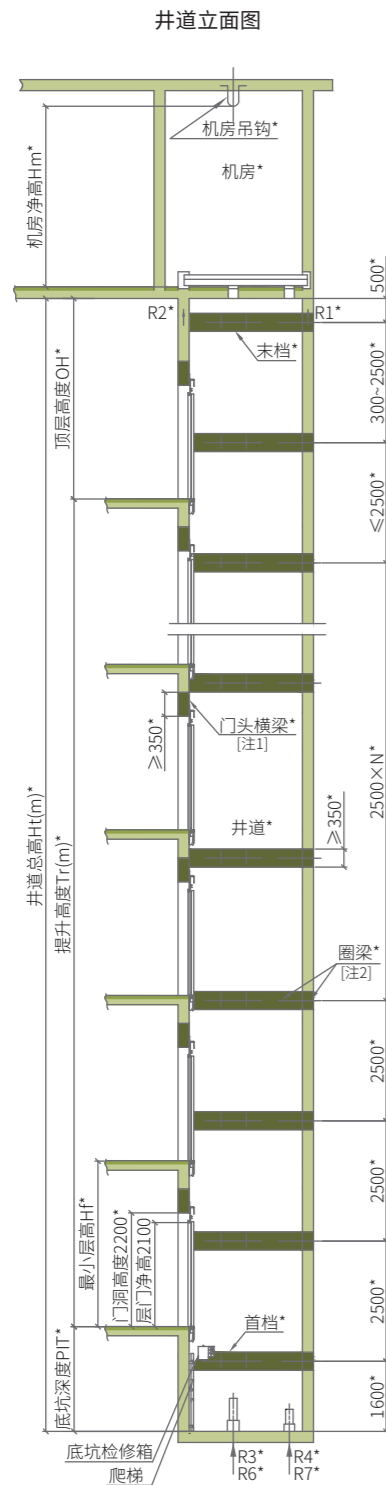 井道立面图
机房净高Hm*
机房吊钩*
机房*
500*
R2*
R1*
末档*
300~2500*
顶层高度OH*
≤2500*
≥350*
门头横梁*
[注1]
2500×N*
井道*
≥350*
井道总高Ht(m)*
提升高度Tr(m)*
圈梁*
[注2]
2500*
2500*
最小层高Hf*
门洞高度2200*
层门净高2100
2500*
首档*
底坑深度PIT*
1600*
底坑检修箱
爬梯
R3*
R6*
R4*
R7*